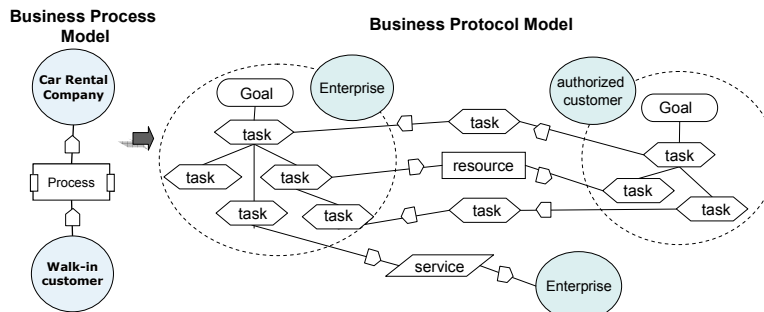 Business Process
Model
Business Protocol Model
Car Rental
Company
Process
Walk-in
customer
Goal
Enterprise
task
task
task
task
task
task
resource
task
service
Enterprise
authorized
customer
Goal
task
task
task